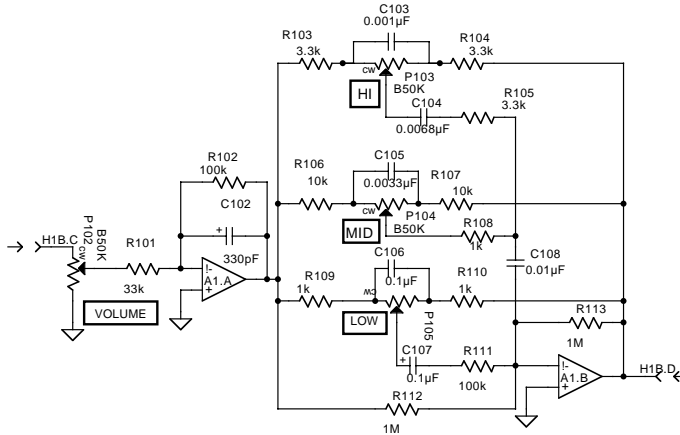 C103
0.001µF
R103
3.3k
R104
3.3k
cw
P103
B50K
HI
C104
0.0068µF
R105
3.3k
R102
100k
C102
+
330pF
R106
10k
C105
0.0033µF
R107
10k
cw
P104
B50K
MID
R108
1k
H1B.C
P102
cw
B50K
R101
33k
VOLUME
!-
A1.A
+
C106
0.1µF
R109
1k
cw
R110
1k
LOW
P105
C108
0.01µF
R113
1M
C107
+
0.1µF
R111
100k
!-
A1.B
+
H1B.D
R112
1M